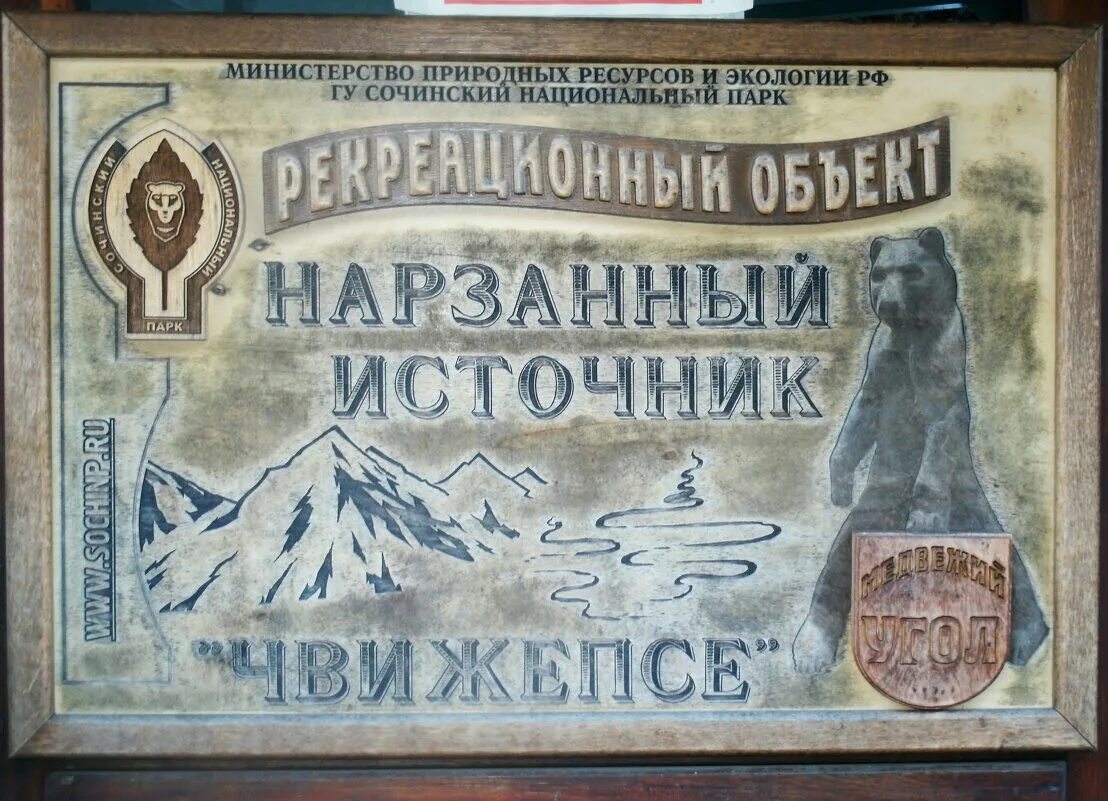 МИНИСТЕРСТВО ПРИРОДНЫХ РЕСУРСОВ И ЭКОЛОГИИ РФ
ГУ СОЧИНСКИЙ НАЦИОНАЛЬНЫЙ ПАРК
СОЧИНСКИЙ
НАЦИОНАЛЬНЫЙ
ПАРК
РЕКРЕАЦИОННЫЙ ОБЪЕКТ
НАРЗАННЫЙ
ИСТОЧНИК
WWW.SOCHINP.RU
"ЧВИЖЕПСЕ"
МЕДВЕЖИЙ
УГОЛ